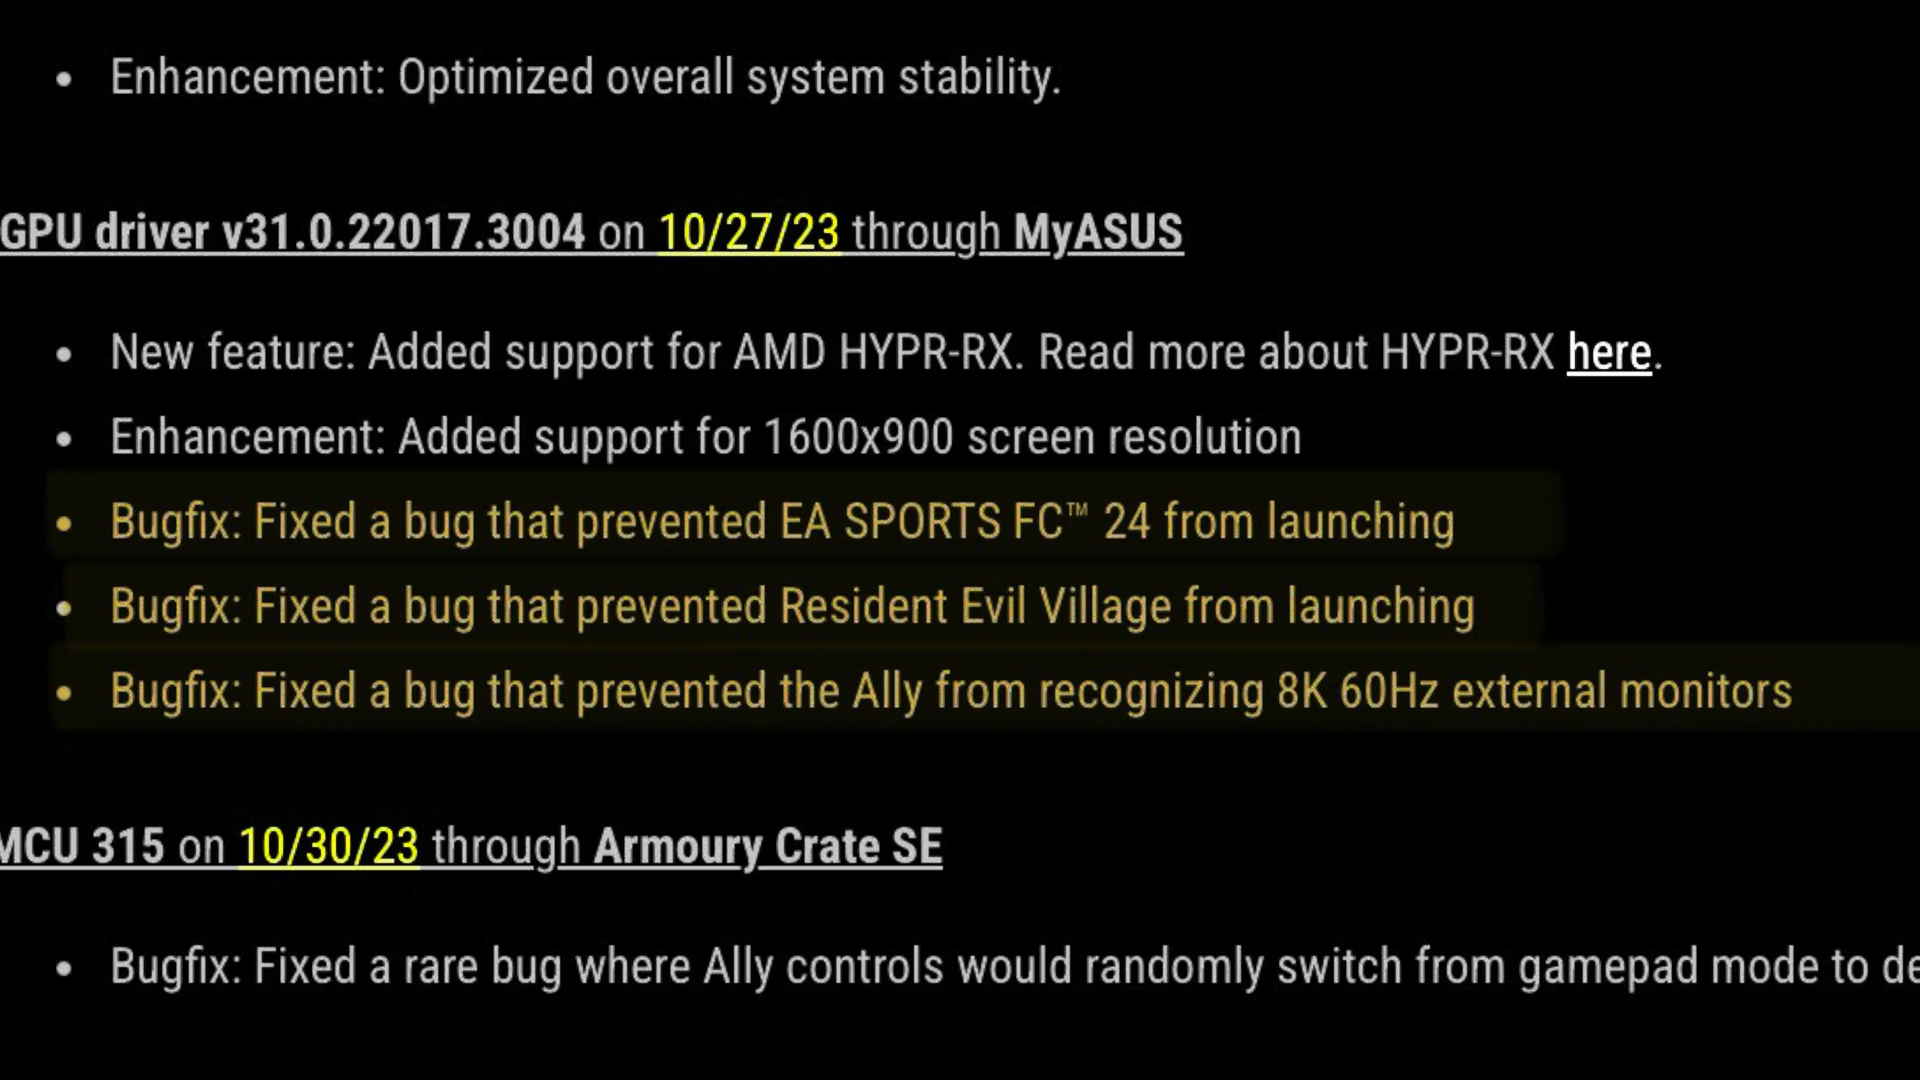 • Enhancement: Optimized overall system stability.
GPU driver v31.0.22017.3004 on 10/27/23 through MyASUS
• New feature: Added support for AMD HYPR-RX. Read more about HYPR-RX here.
• Enhancement: Added support for 1600x900 screen resolution
• Bugfix: Fixed a bug that prevented EA SPORTS FC™ 24 from launching
• Bugfix: Fixed a bug that prevented Resident Evil Village from launching
• Bugfix: Fixed a bug that prevented the Ally from recognizing 8K 60Hz external monitors
MCU 315 on 10/30/23 through Armoury Crate SE
• Bugfix: Fixed a rare bug where Ally controls would randomly switch from gamepad mode to de